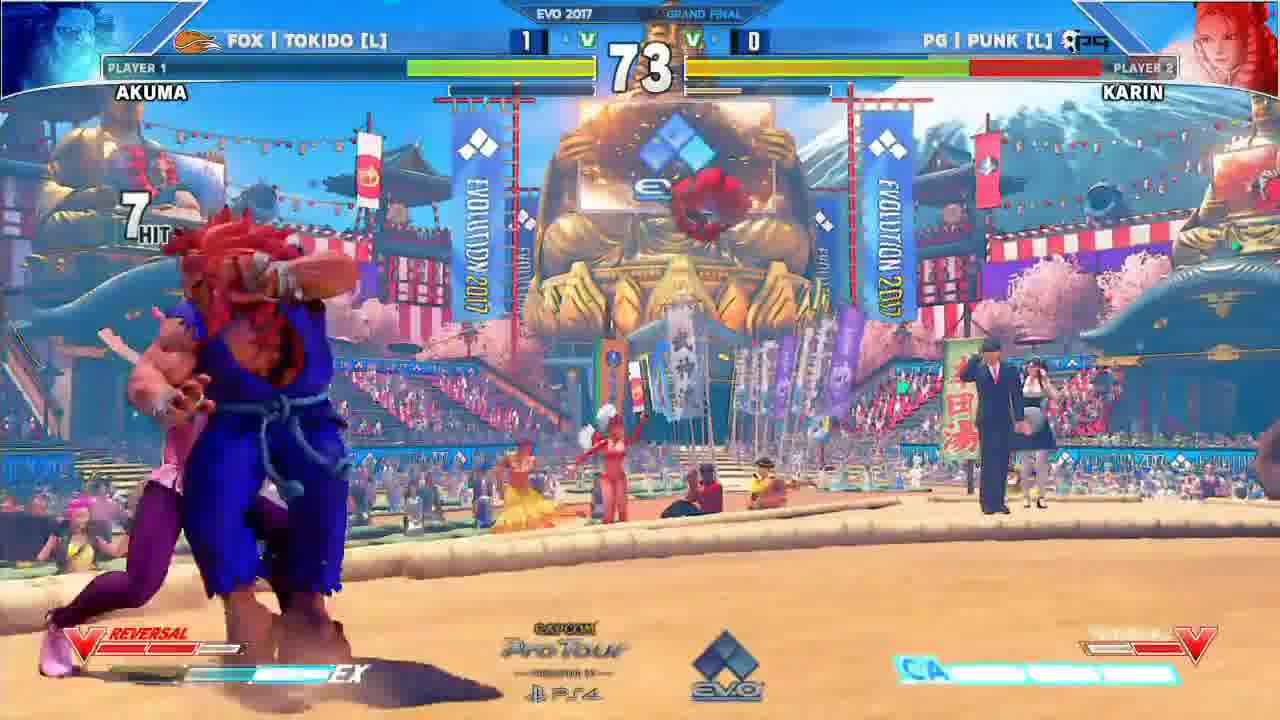 EVO 2017 GRAND FINAL
FOX | TOKIDO [L] 1 V 73 V 0 PG | PUNK [L]
PLAYER 1 PLAYER 2
AKUMA KARIN
EVOLUTION 2017 EVOLUTION 2017
7 HIT
REVERSAL
EX CA
CAPCOM
Pro Tour
PS4
EVO